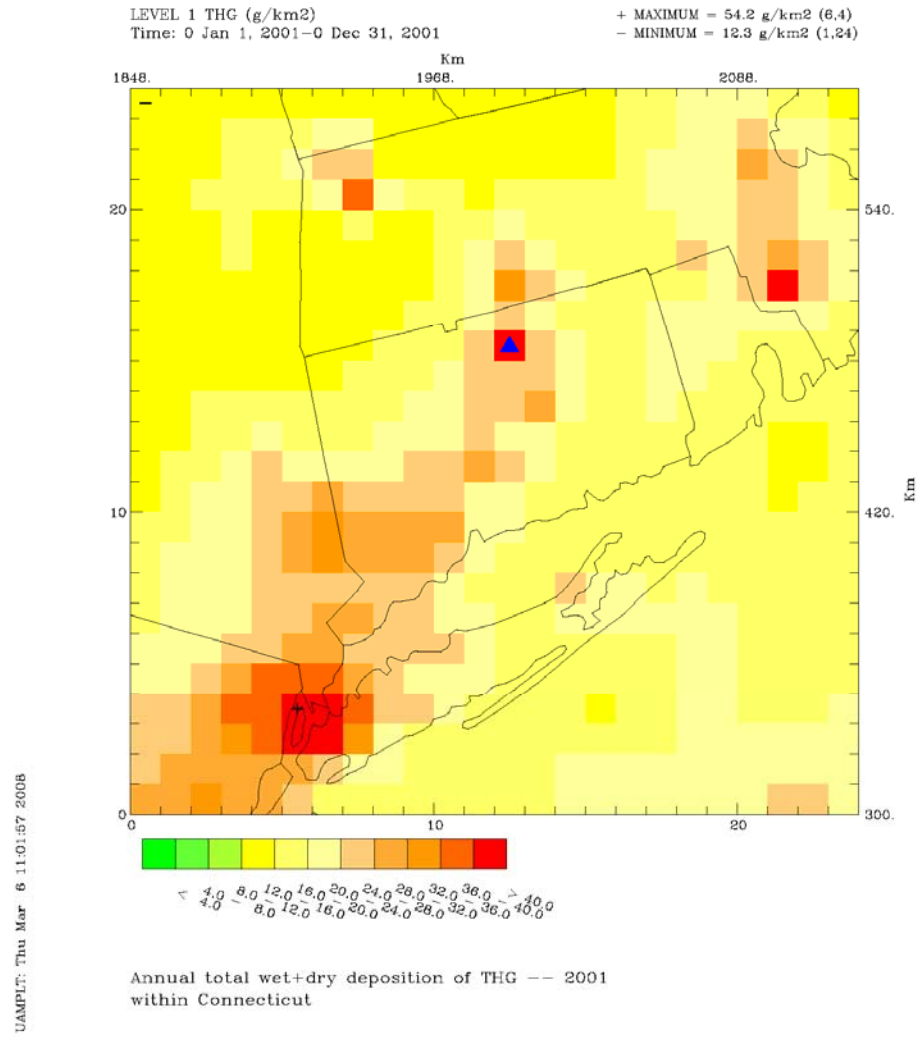 LEVEL 1 THG (g/km2)
Time: 0 Jan 1, 2001-0 Dec 31, 2001
+ MAXIMUM = 54.2 g/km2 (6,4)
- MINIMUM = 12.3 g/km2 (1,24)
Km
1848. 1968. 2088.
20 540.
10 420.
Km
0 300.
0 10 20
< 4.0
4.0 - 8.0
8.0 - 12.0
12.0 - 16.0
16.0 - 20.0
20.0 - 24.0
24.0 - 28.0
28.0 - 32.0
32.0 - 36.0
36.0 - 40.0
> 40.0
Annual total wet+dry deposition of THG -- 2001
within Connecticut
UAMPLT: Thu Mar 6 11:01:57 2008